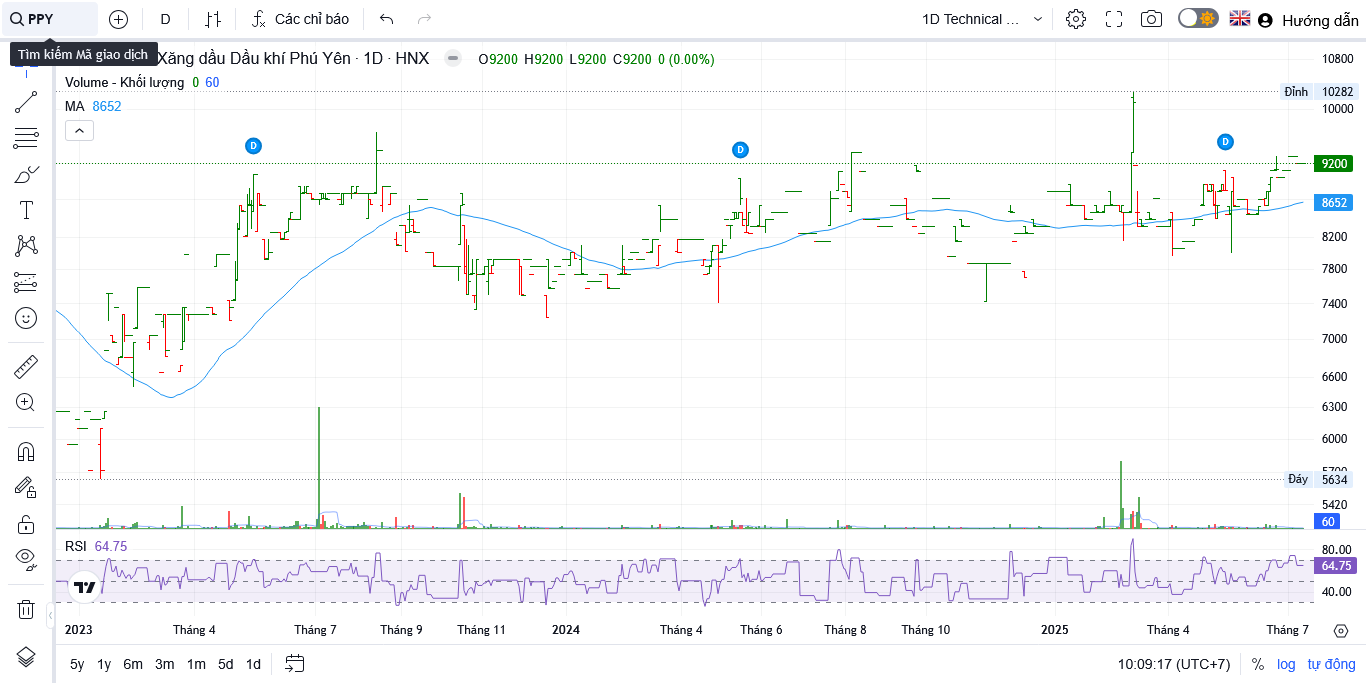 PPY
D
Các chỉ báo
1D Technical ...
Hướng dẫn
Tìm kiếm Mã giao dịch
Xăng dầu Dầu khí Phú Yên · 1D · HNX
O9200 H9200 L9200 C9200 0 (0.00%)
Volume - Khối lượng 0 60
MA 8652
D
D
D
10800
Đỉnh 10282
10000
9200
8652
8200
7800
7400
7000
6600
6300
6000
5700
Đáy 5634
5420
60
RSI 64.75
80.00
64.75
40.00
2023 Tháng 4 Tháng 7 Tháng 9 Tháng 11 2024 Tháng 4 Tháng 6 Tháng 8 Tháng 10 2025 Tháng 4 Tháng 7
5y 1y 6m 3m 1m 5d 1d
10:09:17 (UTC+7) % log tự động